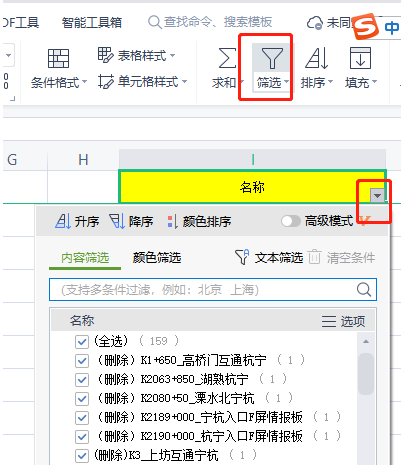 DF工具 智能工具箱 查找命令、搜索模板 未同
S 中
条件格式 表格样式 单元格样式 求和 筛选 排序 填充
G H I
名称
升序 降序 颜色排序 高级模式
内容筛选 颜色筛选 文本筛选 清空条件
(支持多条件过滤，例如：北京 上海)
名称 选项
(全选) ( 159 )
（删除）K1+650_高桥门互通杭宁 ( 1 )
（删除）K2063+850_湖熟杭宁 ( 1 )
（删除）K2080+50_溧水北宁杭 ( 1 )
（删除）K2189+000_宁杭入口F屏情报板 ( 1 )
（删除）K2190+000_杭宁入口F屏情报板 ( 1 )
(删除)K3_上坊互通宁杭 ( 1 )